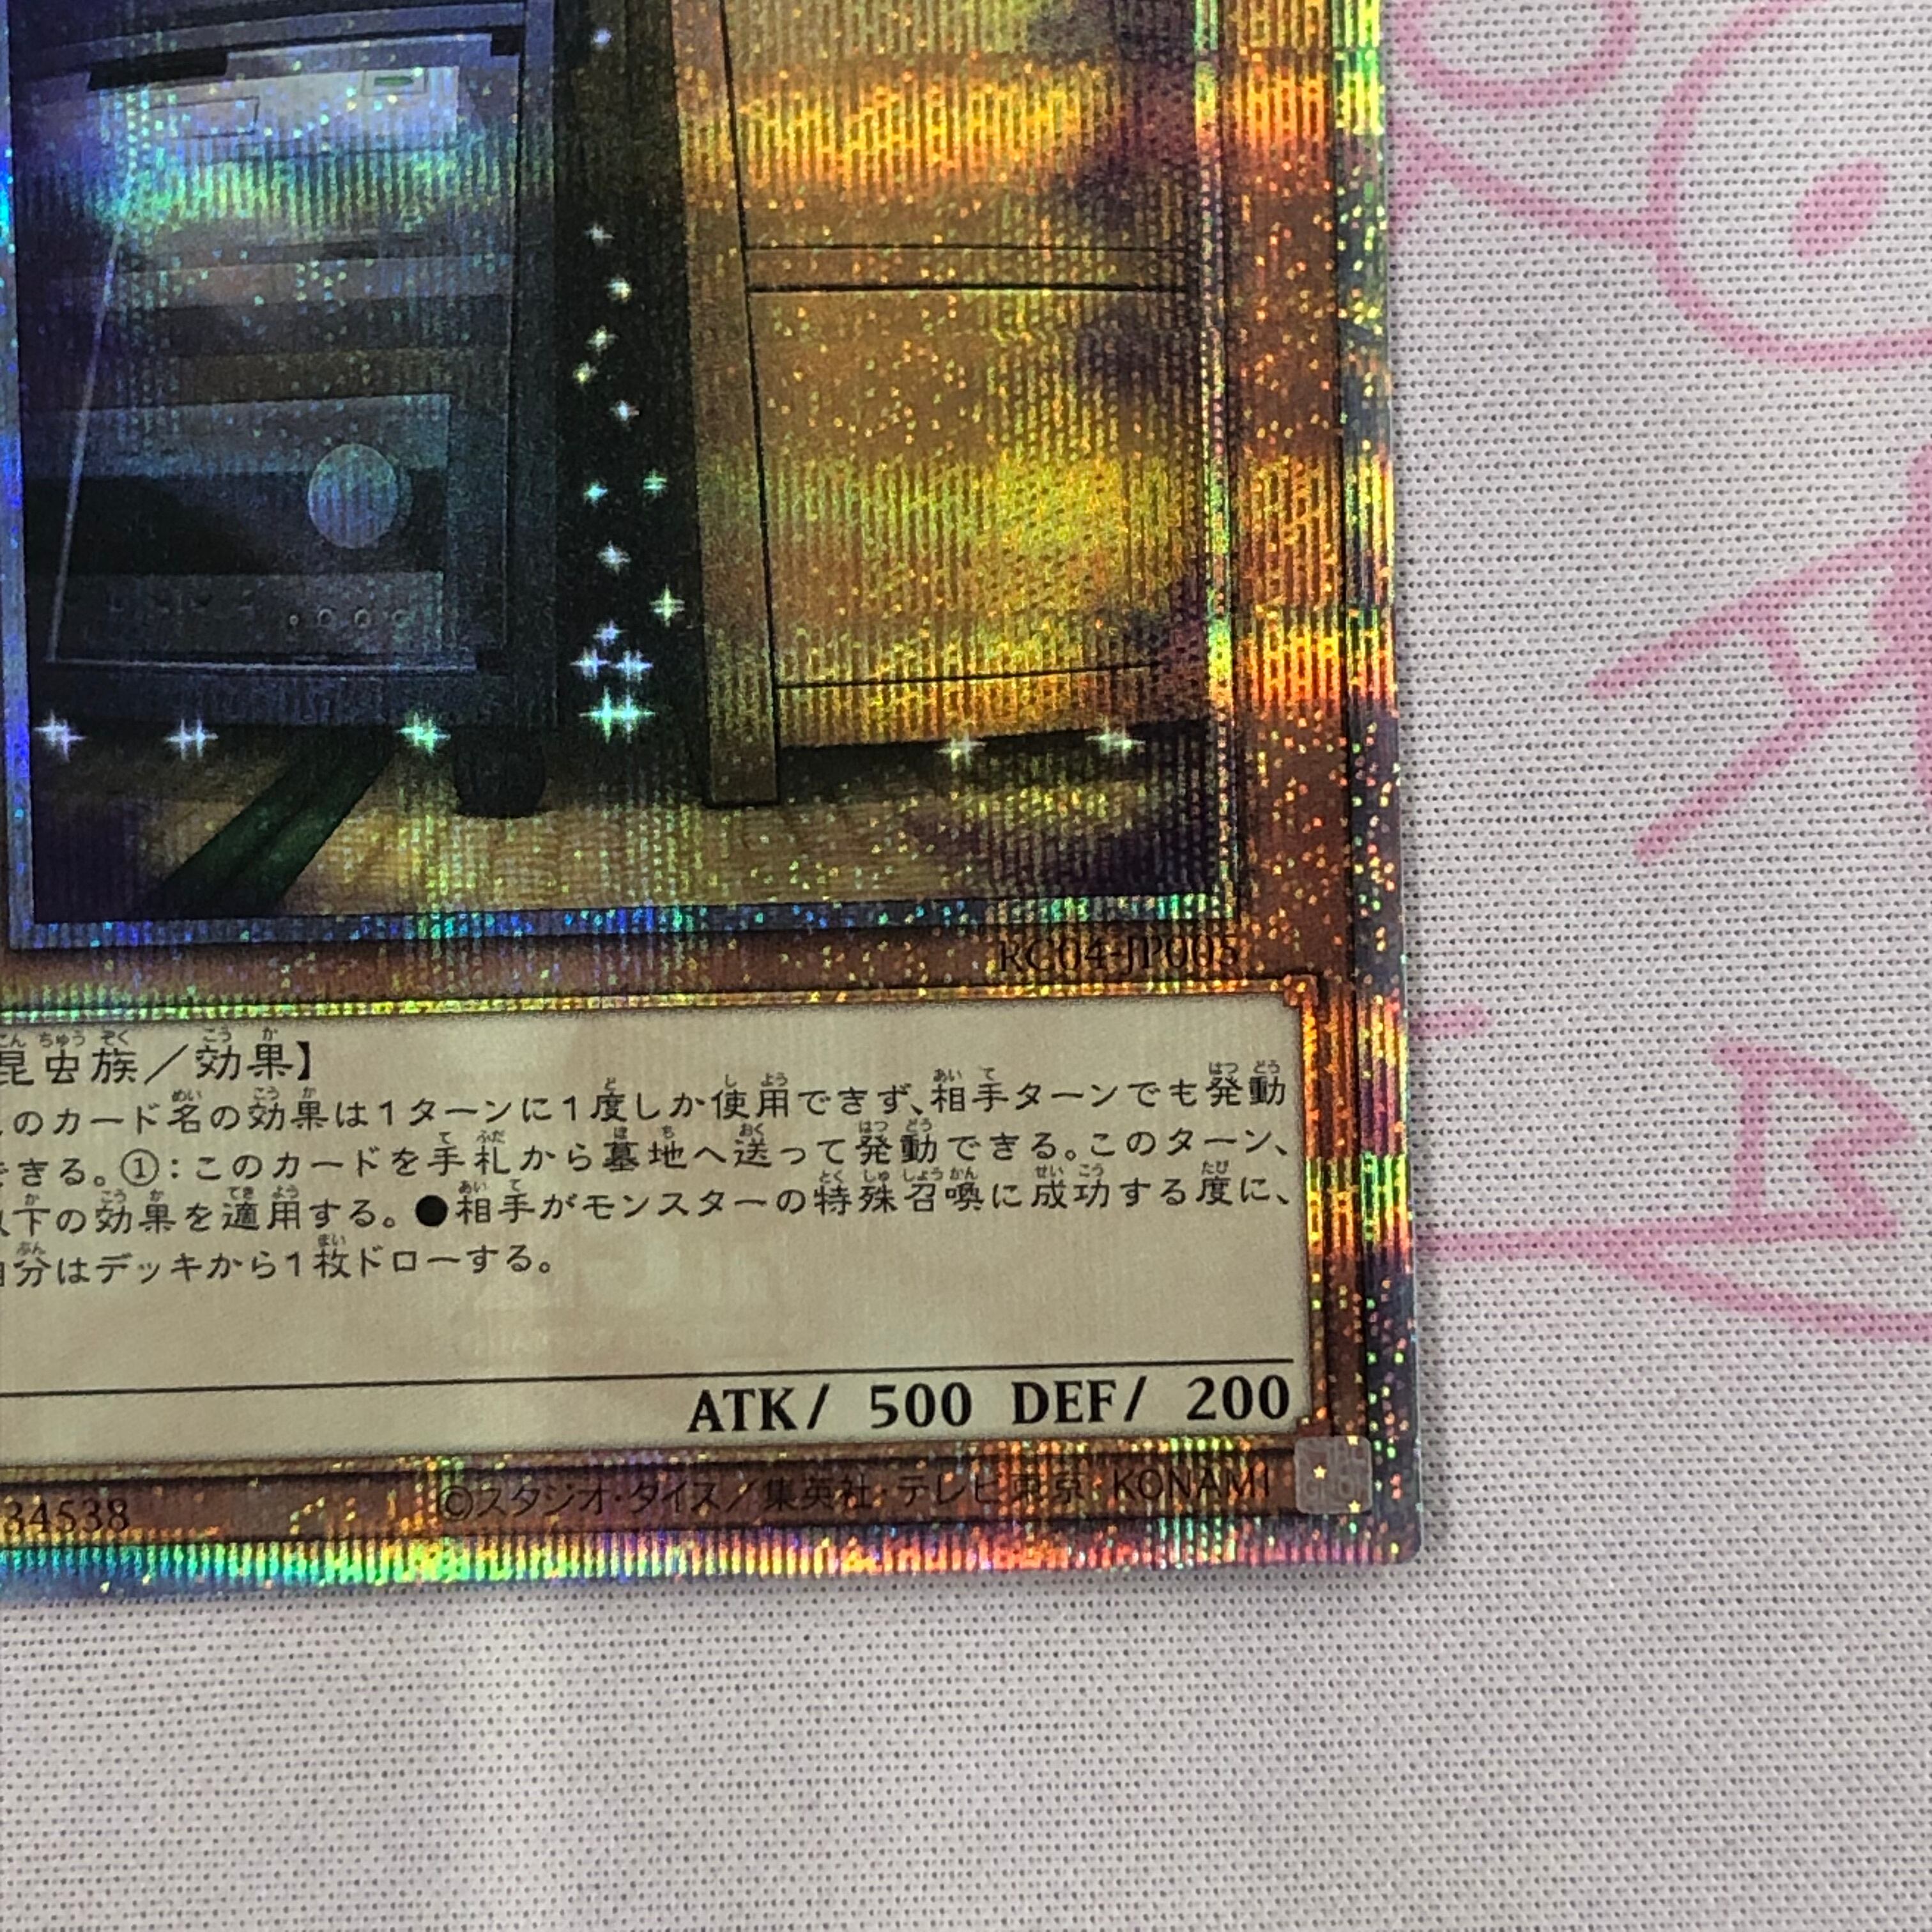 RC04-JP005
昆虫族／効果】
このカード名の効果は１ターンに１度しか使用できず、相手ターンでも発動
できる。①：このカードを手札から墓地へ送って発動できる。このターン、
以下の効果を適用する。●相手がモンスターの特殊召喚に成功する度に、
自分はデッキから１枚ドローする。
ATK/ 500 DEF/ 200
34538
©スタジオ・ダイス／集英社・テレビ東京・KONAMI